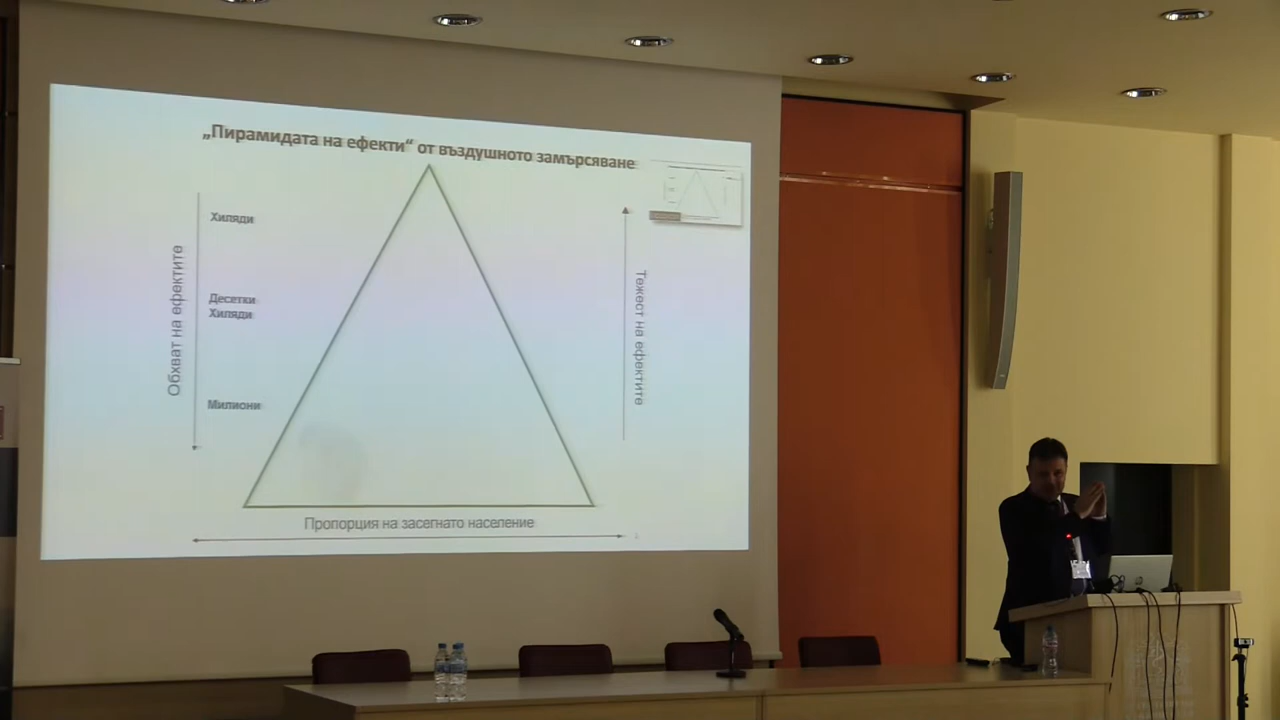 „Пирамидата на ефекти“ от въздушното замърсяване
Хиляди
Десетки
Хиляди
Милиони
Обхват на ефектите
Тежест на ефектите
Пропорция на засегнато население